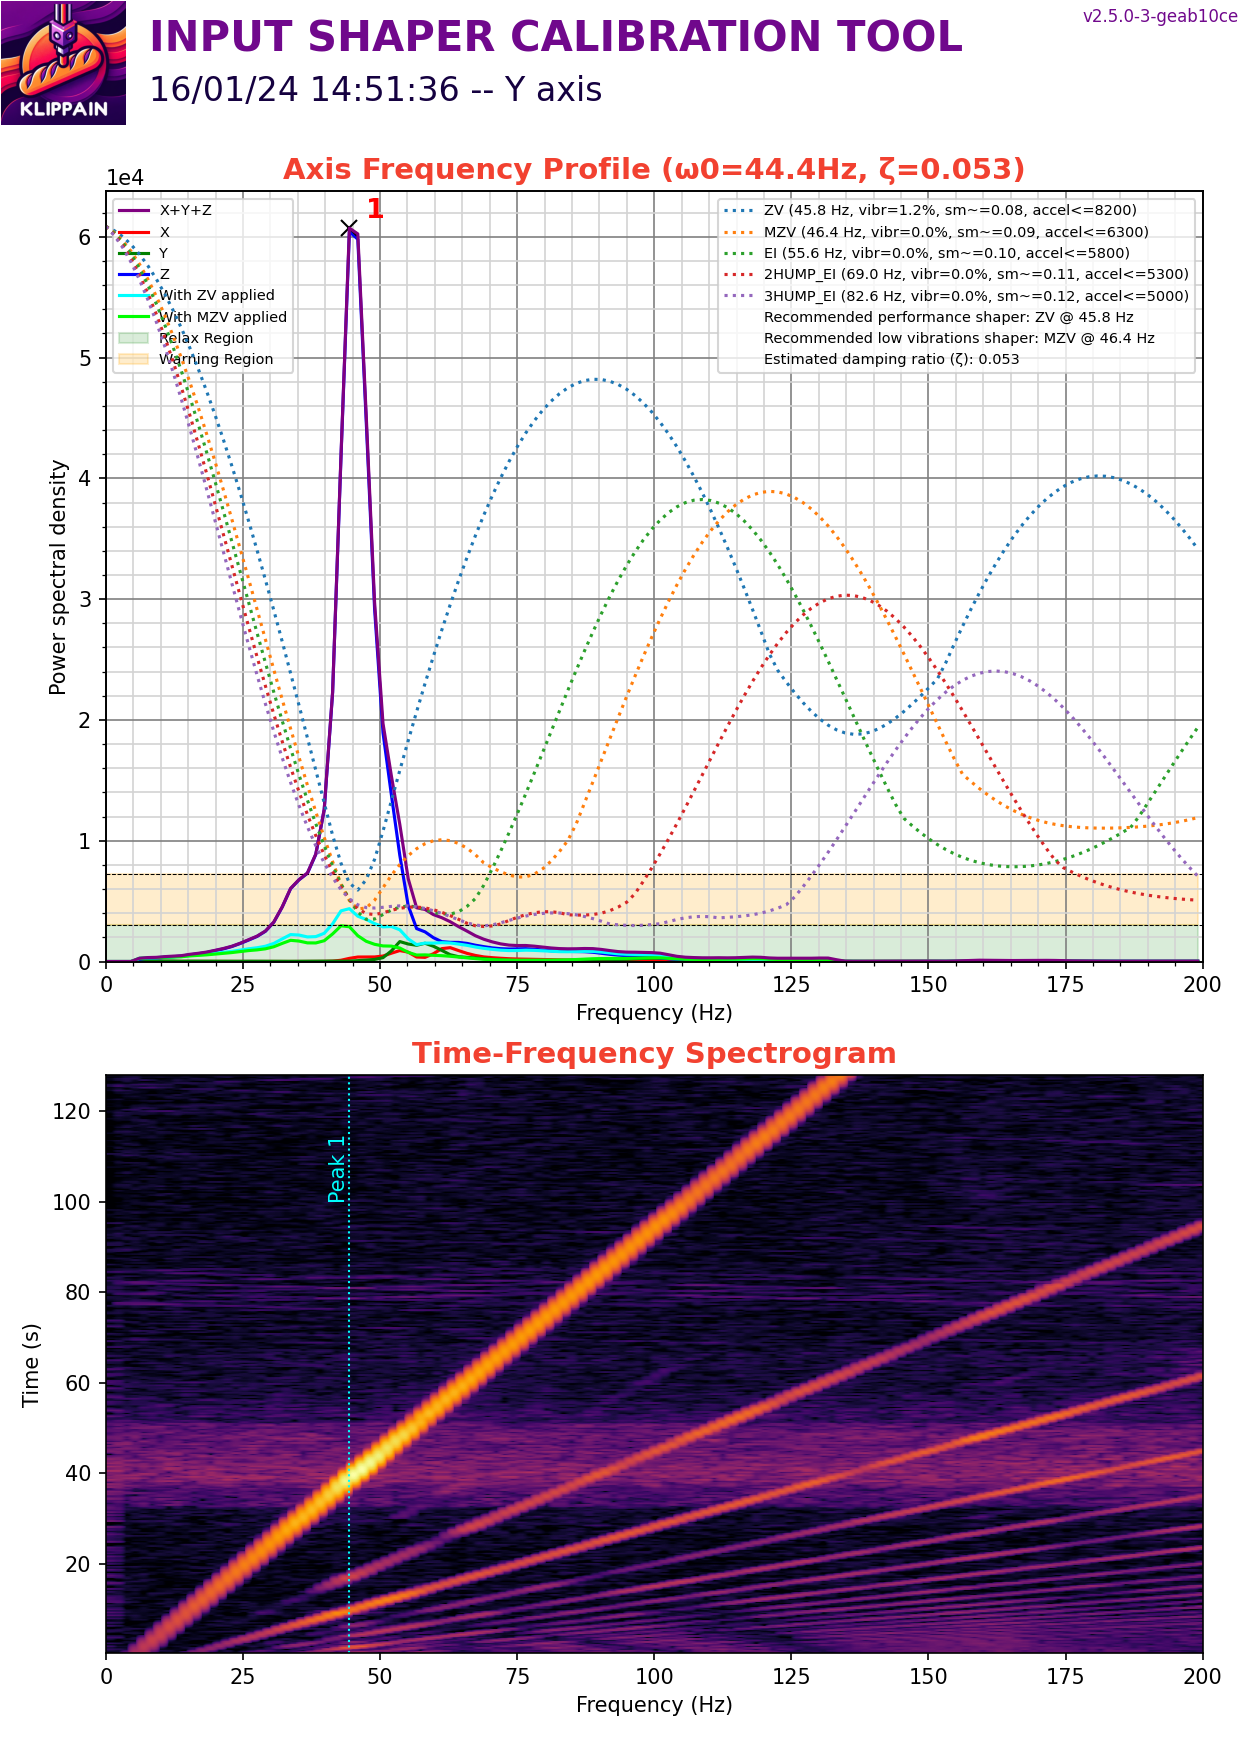 KLIPPAIN
INPUT SHAPER CALIBRATION TOOL
v2.5.0-3-geab10ce
16/01/24 14:51:36 -- Y axis
Axis Frequency Profile (ω0=44.4Hz, ζ=0.053)
1e4
1
X+Y+Z
X
Y
Z
With ZV applied
With MZV applied
Relax Region
Warning Region
ZV (45.8 Hz, vibr=1.2%, sm~=0.08, accel<=8200)
MZV (46.4 Hz, vibr=0.0%, sm~=0.09, accel<=6300)
EI (55.6 Hz, vibr=0.0%, sm~=0.10, accel<=5800)
2HUMP_EI (69.0 Hz, vibr=0.0%, sm~=0.11, accel<=5300)
3HUMP_EI (82.6 Hz, vibr=0.0%, sm~=0.12, accel<=5000)
Recommended performance shaper: ZV @ 45.8 Hz
Recommended low vibrations shaper: MZV @ 46.4 Hz
Estimated damping ratio (ζ): 0.053
Power spectral density
6
5
4
3
2
1
0
0 25 50 75 100 125 150 175 200
Frequency (Hz)
Time-Frequency Spectrogram
Peak 1
Time (s)
120
100
80
60
40
20
0 25 50 75 100 125 150 175 200
Frequency (Hz)